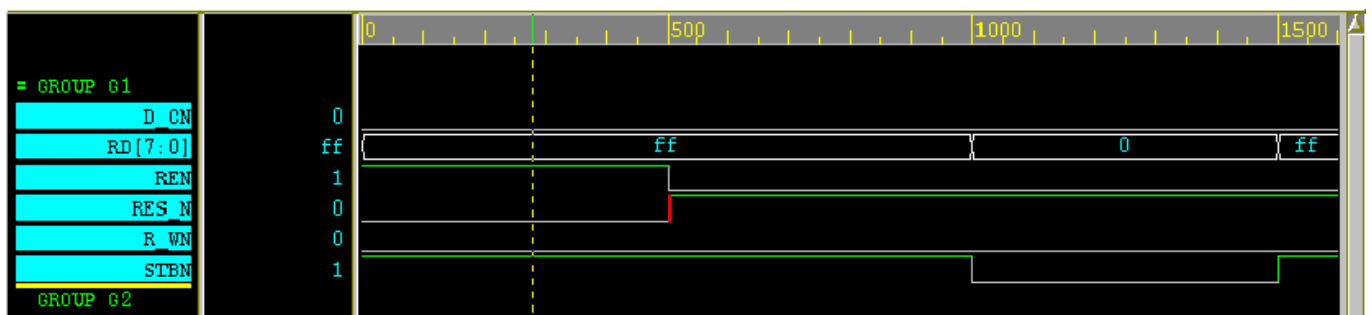 0 500 1000 1500
= GROUP G1
D_CN 0
RD[7:0] ff ff 0 ff
REN 1
RES_N 0
R_WN 0
STBN 1
GROUP G2